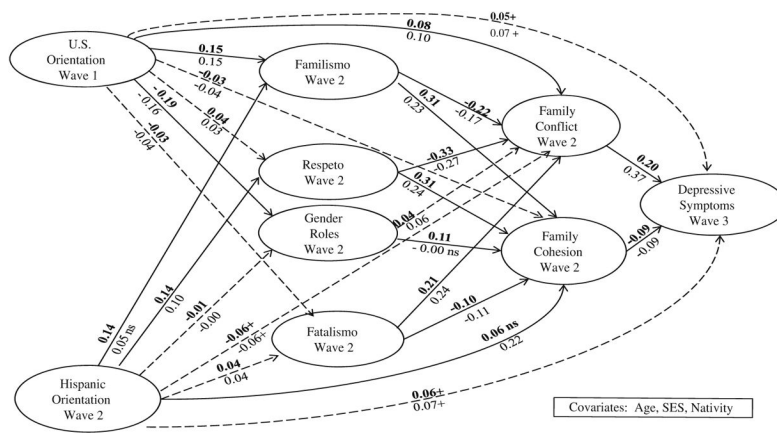 0.05+
0.07 +
0.08
0.10
U.S.
Orientation
Wave 1
0.15
0.15
Familismo
Wave 2
-0.03
-0.04
-0.19
- 0.16
-0.04
0.03
-0.03
-0.04
0.31
0.23
-0.22
-0.17
Family
Conflict
Wave 2
Respeto
Wave 2
-0.33
-0.27
0.31
0.24
0.20
0.37
Depressive
Symptoms
Wave 3
Gender
Roles
Wave 2
0.04
0.06
0.11
- 0.00 ns
Family
Cohesion
Wave 2
-0.09
-0.09
0.14
0.05 ns
0.14
0.10
-0.01
-0.00
0.21
0.24
-0.10
-0.11
Fatalismo
Wave 2
-0.06+
-0.06+
0.04
0.04
0.06 ns
0.22
Hispanic
Orientation
Wave 2
0.06+
0.07+
Covariates: Age, SES, Nativity